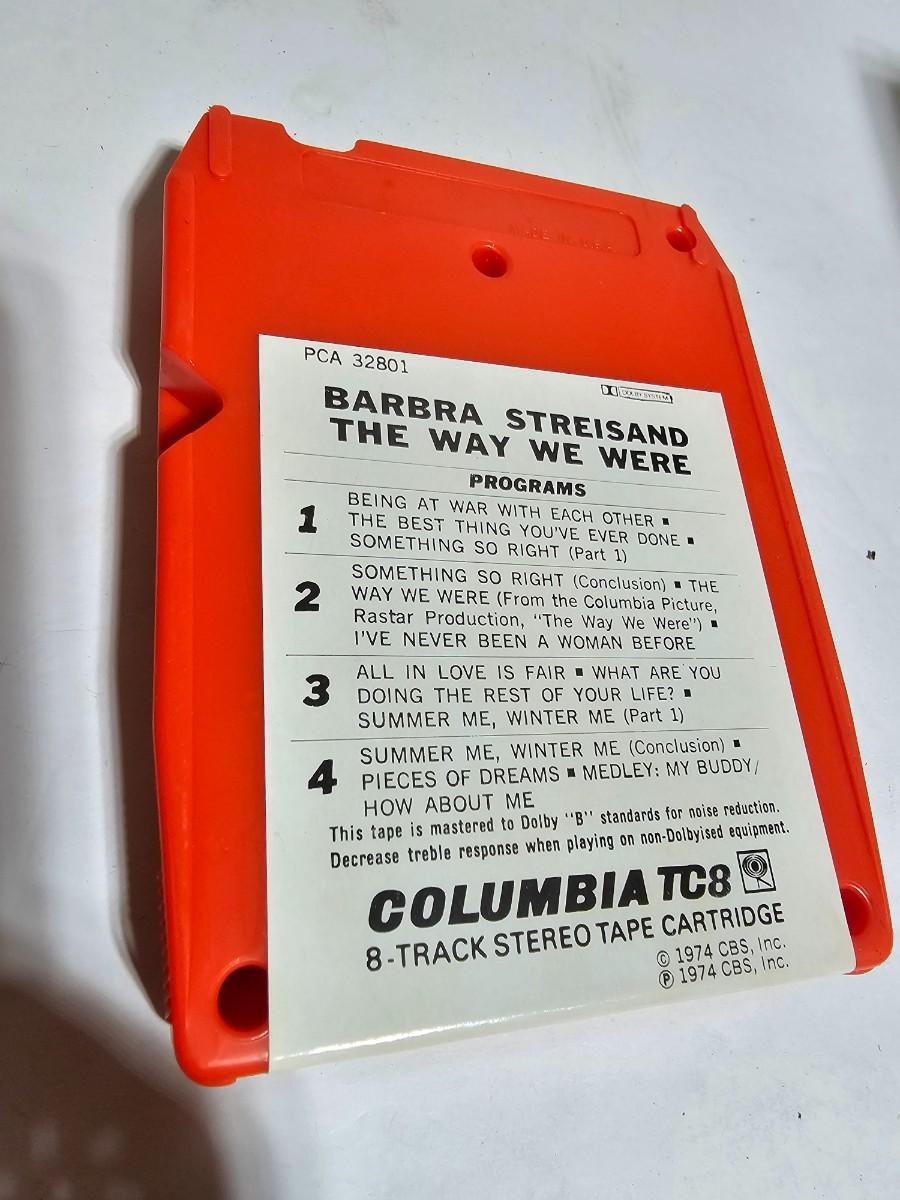 MADE IN U.S.A.
PCA 32801
DOLBY SYSTEM
BARBRA STREISAND
THE WAY WE WERE
PROGRAMS
1 BEING AT WAR WITH EACH OTHER ■
THE BEST THING YOU'VE EVER DONE ■
SOMETHING SO RIGHT (Part 1)
2 SOMETHING SO RIGHT (Conclusion) ■ THE
WAY WE WERE (From the Columbia Picture,
Rastar Production, "The Way We Were") ■
I'VE NEVER BEEN A WOMAN BEFORE
3 ALL IN LOVE IS FAIR ■ WHAT ARE YOU
DOING THE REST OF YOUR LIFE? ■
SUMMER ME, WINTER ME (Part 1)
4 SUMMER ME, WINTER ME (Conclusion) ■
PIECES OF DREAMS ■ MEDLEY: MY BUDDY/
HOW ABOUT ME
This tape is mastered to Dolby "B" standards for noise reduction.
Decrease treble response when playing on non-Dolbyised equipment.
COLUMBIA TC8
8-TRACK STEREO TAPE CARTRIDGE
© 1974 CBS, Inc.
℗ 1974 CBS, Inc.